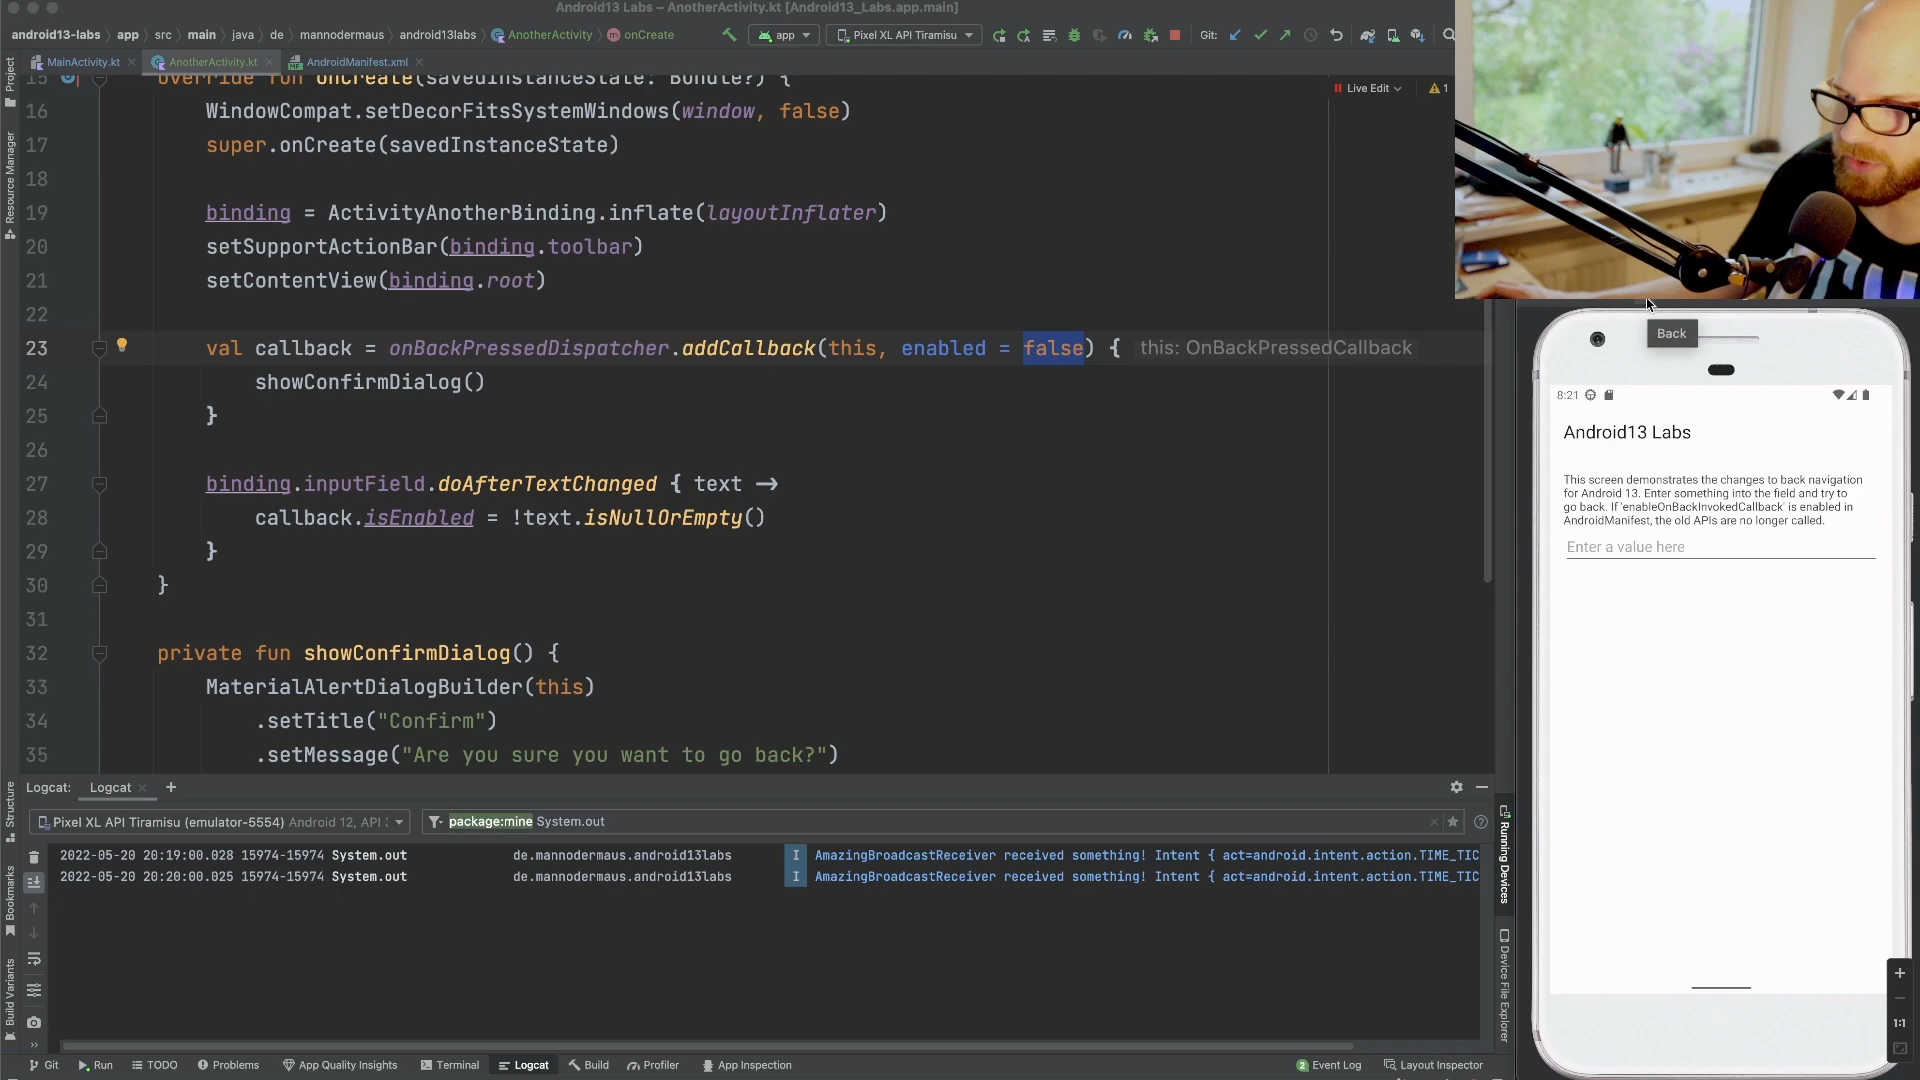 Android13 Labs – AnotherActivity.kt [Android13_Labs.app.main]
android13-labs app src main java de mannodermaus android13labs AnotherActivity onCreate app Pixel XL API Tiramisu Git:
MainActivity.kt AnotherActivity.kt AndroidManifest.xml
Project
Resource Manager
Structure
Bookmarks
Build Variants
Live Edit 1
15 override fun onCreate(savedInstanceState: Bundle?) {
16 WindowCompat.setDecorFitsSystemWindows(window, false)
17 super.onCreate(savedInstanceState)
18
19 binding = ActivityAnotherBinding.inflate(layoutInflater)
20 setSupportActionBar(binding.toolbar)
21 setContentView(binding.root)
22
23 val callback = onBackPressedDispatcher.addCallback(this, enabled = false) { this: OnBackPressedCallback
24 showConfirmDialog()
25 }
26
27 binding.inputField.doAfterTextChanged { text →
28 callback.isEnabled = !text.isNullOrEmpty()
29 }
30 }
31
32 private fun showConfirmDialog() {
33 MaterialAlertDialogBuilder(this)
34 .setTitle("Confirm")
35 .setMessage("Are you sure you want to go back?")
Back
8:21
Android13 Labs
This screen demonstrates the changes to back navigation
for Android 13. Enter something into the field and try to
go back. If 'enableOnBackInvokedCallback' is enabled in
AndroidManifest, the old APIs are no longer called.
Enter a value here
1:1
Logcat: Logcat
Pixel XL API Tiramisu (emulator-5554) Android 12, API package:mine System.out
2022-05-20 20:19:00.028 15974-15974 System.out de.mannodermaus.android13labs I AmazingBroadcastReceiver received something! Intent { act=android.intent.action.TIME_TIC
2022-05-20 20:20:00.025 15974-15974 System.out de.mannodermaus.android13labs I AmazingBroadcastReceiver received something! Intent { act=android.intent.action.TIME_TIC
Running Devices
Device File Explorer
Git Run TODO Problems App Quality Insights Terminal Logcat Build Profiler App Inspection 2 Event Log Layout Inspector